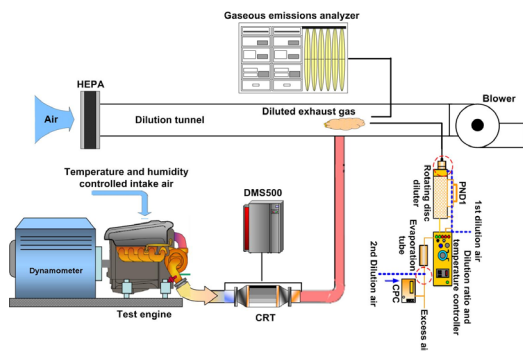 Gaseous emissions analyzer
HEPA
Air
Dilution tunnel
Diluted exhaust gas
Blower
Temperature and humidity
controlled intake air
DMS500
Dynamometer
Test engine
CRT
Rotating disc
diluter
PND1
1st dilution air
Evaporation
tube
Dilution ratio and
temperature controller
2nd Dilution air
CPC
Excess ai